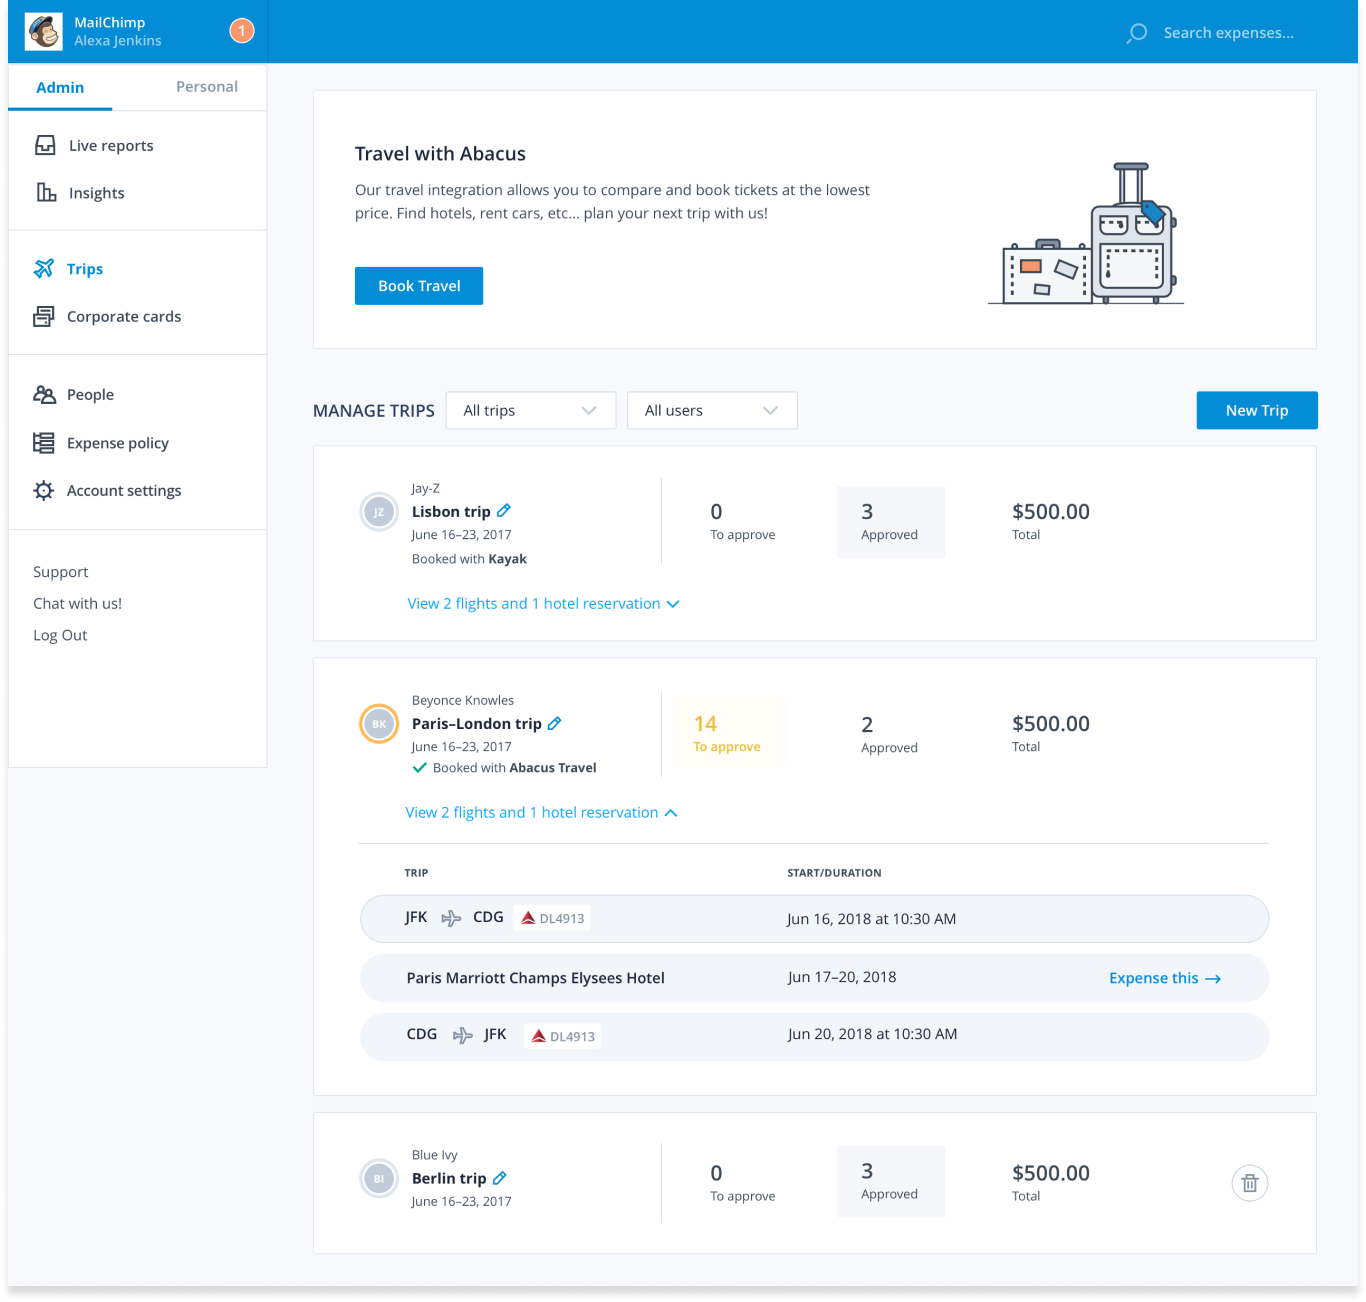 MailChimp
Alexa Jenkins
1
Search expenses...
Admin
Personal
Live reports
Insights
Trips
Corporate cards
People
Expense policy
Account settings
Support
Chat with us!
Log Out
Travel with Abacus
Our travel integration allows you to compare and book tickets at the lowest
price. Find hotels, rent cars, etc... plan your next trip with us!
Book Travel
MANAGE TRIPS
All trips
All users
New Trip
JZ
Jay-Z
Lisbon trip
June 16–23, 2017
Booked with Kayak
0
To approve
3
Approved
$500.00
Total
View 2 flights and 1 hotel reservation
BK
Beyonce Knowles
Paris–London trip
June 16–23, 2017
Booked with Abacus Travel
14
To approve
2
Approved
$500.00
Total
View 2 flights and 1 hotel reservation
TRIP
START/DURATION
JFK CDG DL4913
Jun 16, 2018 at 10:30 AM
Paris Marriott Champs Elysees Hotel
Jun 17–20, 2018
Expense this
CDG JFK DL4913
Jun 20, 2018 at 10:30 AM
BI
Blue Ivy
Berlin trip
June 16–23, 2017
0
To approve
3
Approved
$500.00
Total